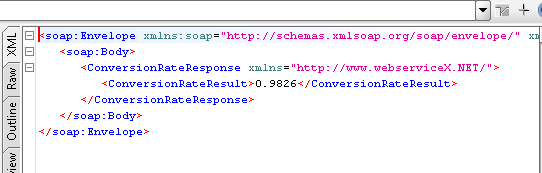 <soap:Envelope xmlns:soap="http://schemas.xmlsoap.org/soap/envelope/" xm
<soap:Body>
<ConversionRateResponse xmlns="http://www.webserviceX.NET/">
<ConversionRateResult>0.9826</ConversionRateResult>
</ConversionRateResponse>
</soap:Body>
</soap:Envelope>
XML
Raw
Outline